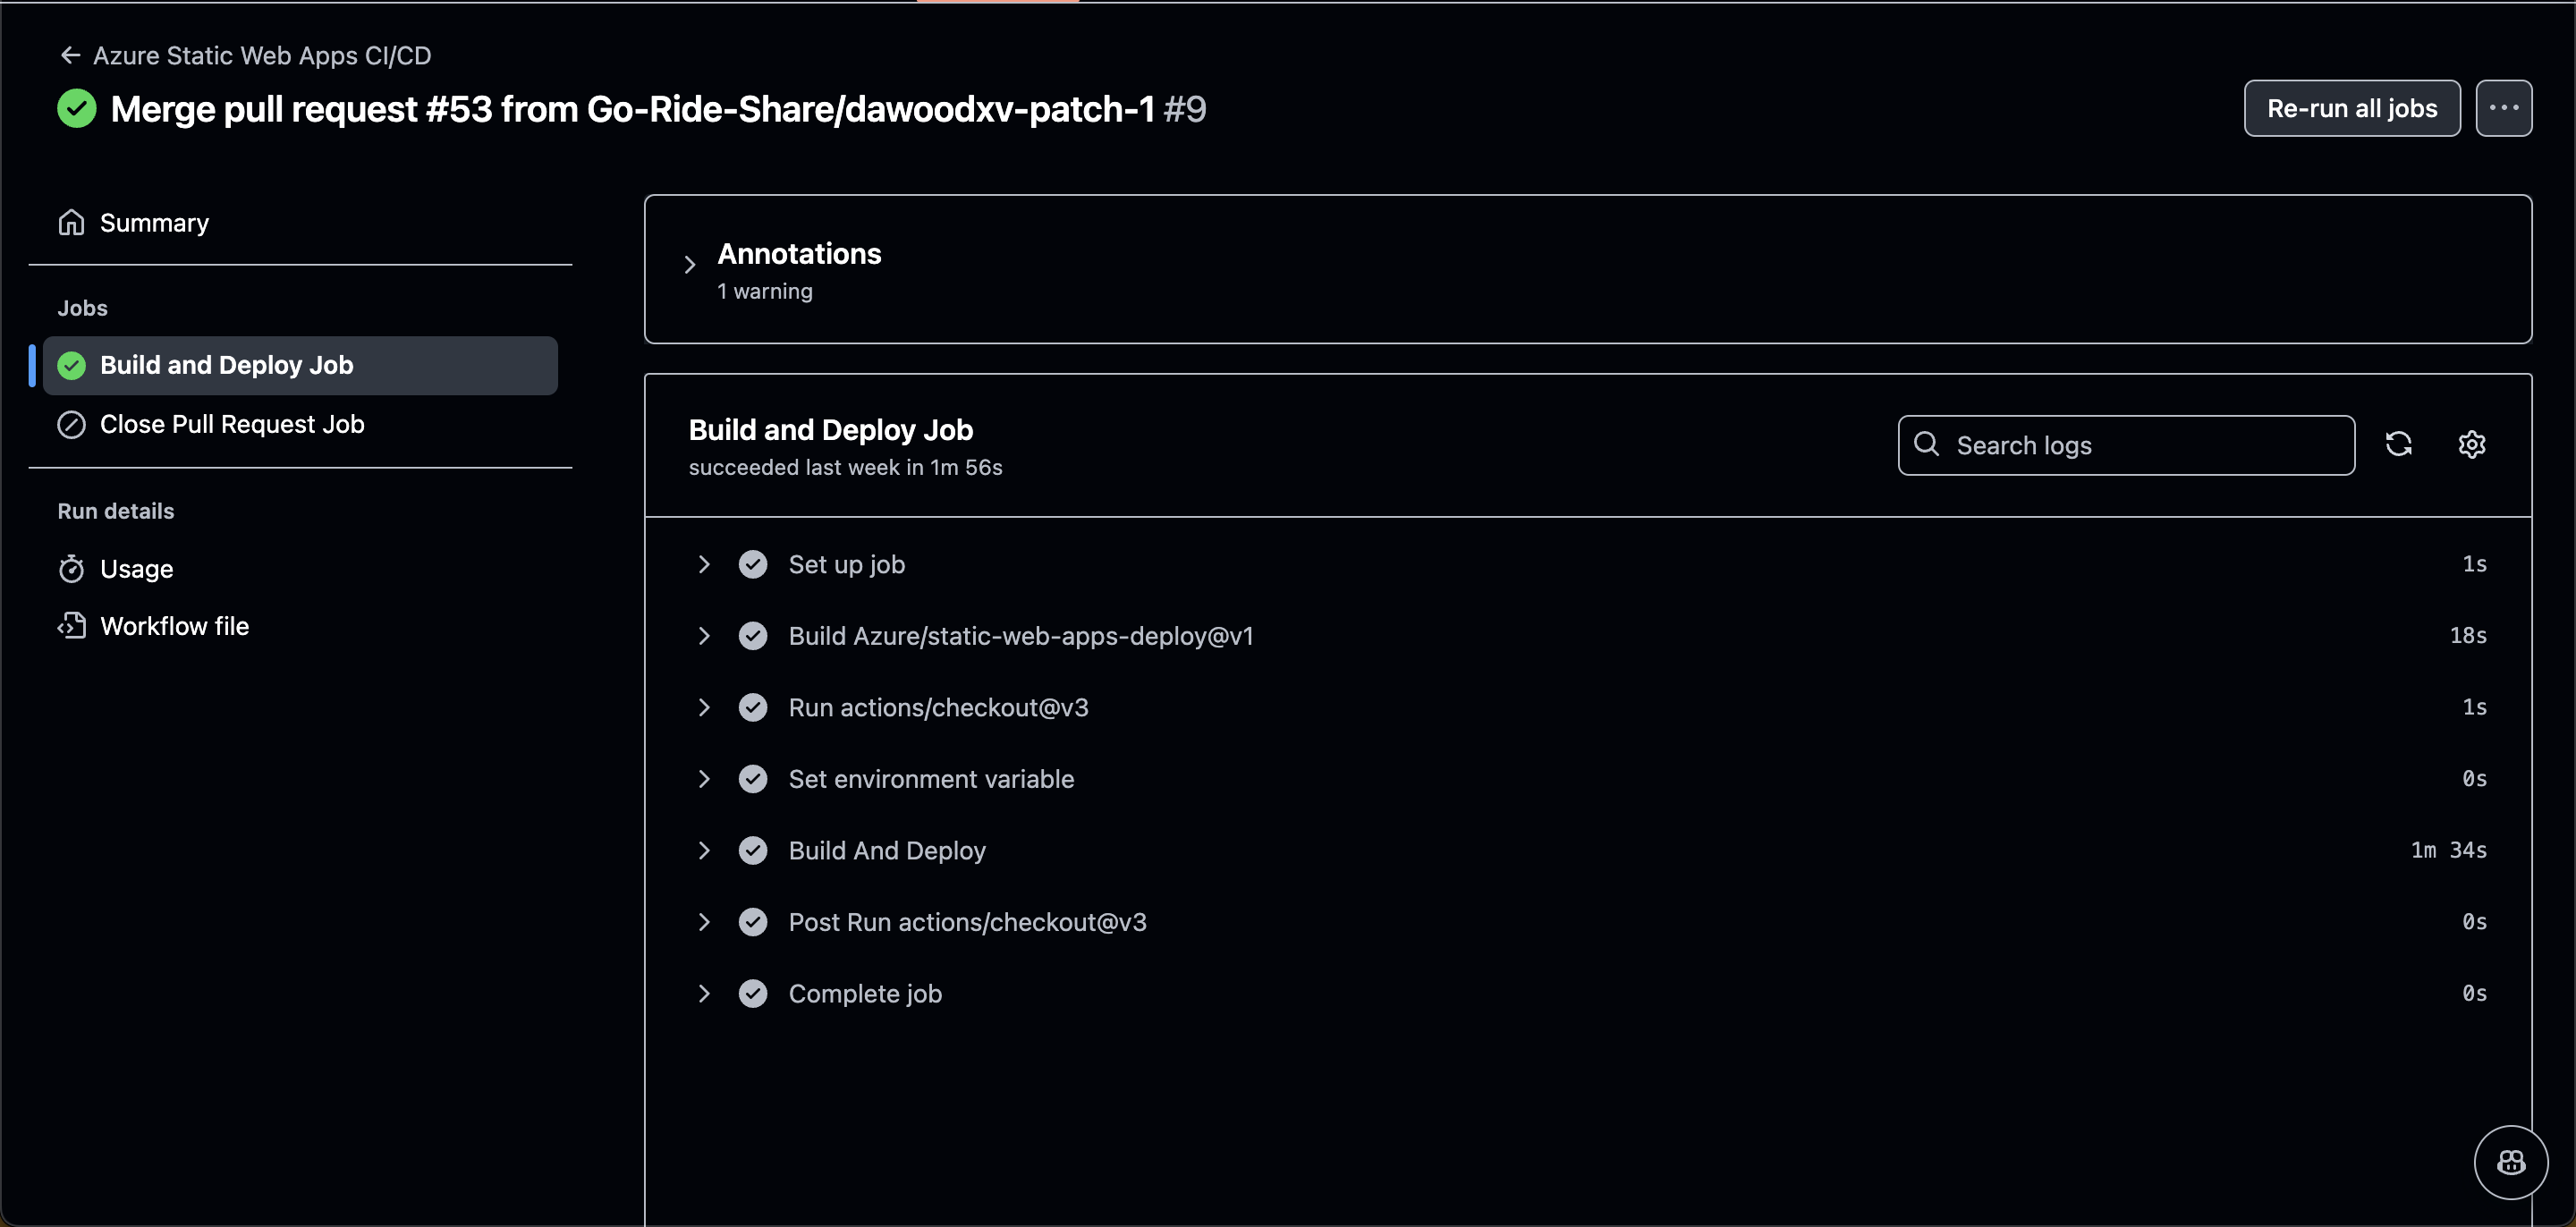 Azure Static Web Apps CI/CD
Merge pull request #53 from Go-Ride-Share/dawoodxv-patch-1 #9
Re-run all jobs
Summary
Jobs
Build and Deploy Job
Close Pull Request Job
Run details
Usage
Workflow file
Annotations
1 warning
Build and Deploy Job
succeeded last week in 1m 56s
Search logs
Set up job 1s
Build Azure/static-web-apps-deploy@v1 18s
Run actions/checkout@v3 1s
Set environment variable 0s
Build And Deploy 1m 34s
Post Run actions/checkout@v3 0s
Complete job 0s